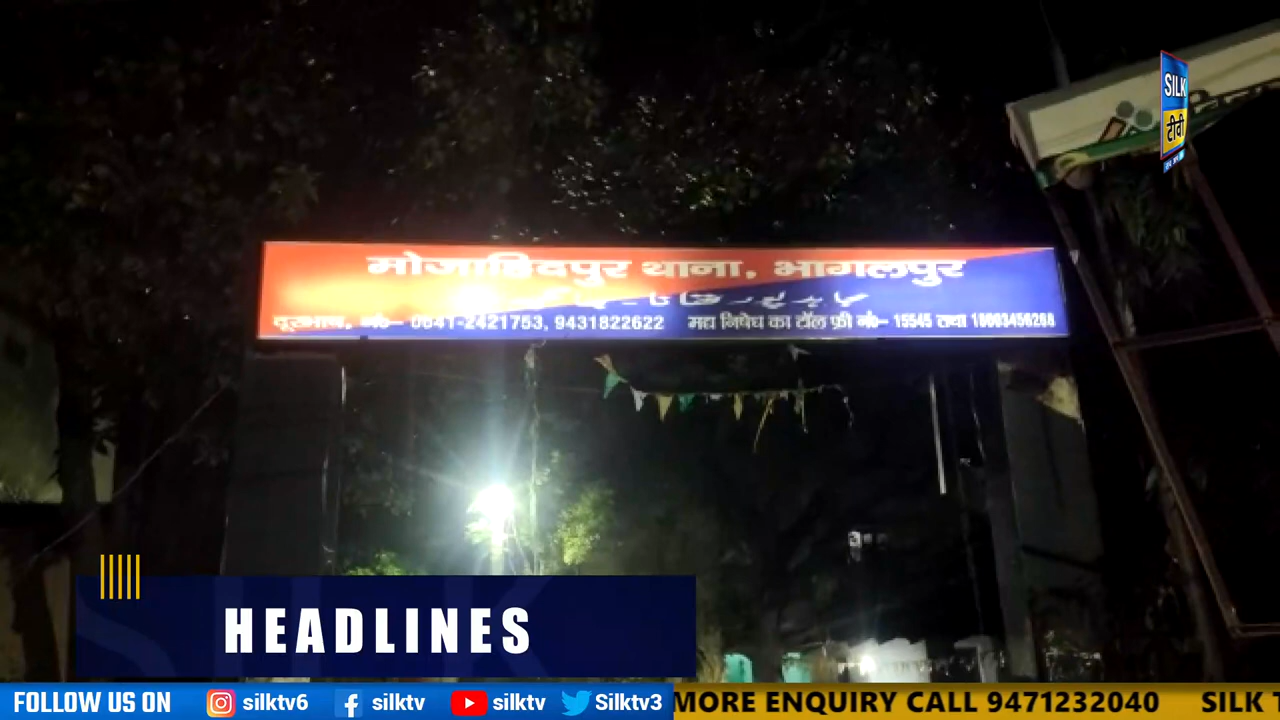 SILK
टीवी
मोजाहिदपुर थाना, भागलपुर
दूरभाष, नं०– 0641-2421753, 9431822622 मद्य निषेध का टॉल फ्री नं०– 15545 तथा
HEADLINES
FOLLOW US ON silktv6 silktv silktv Silktv3 MORE ENQUIRY CALL 9471232040 SILK